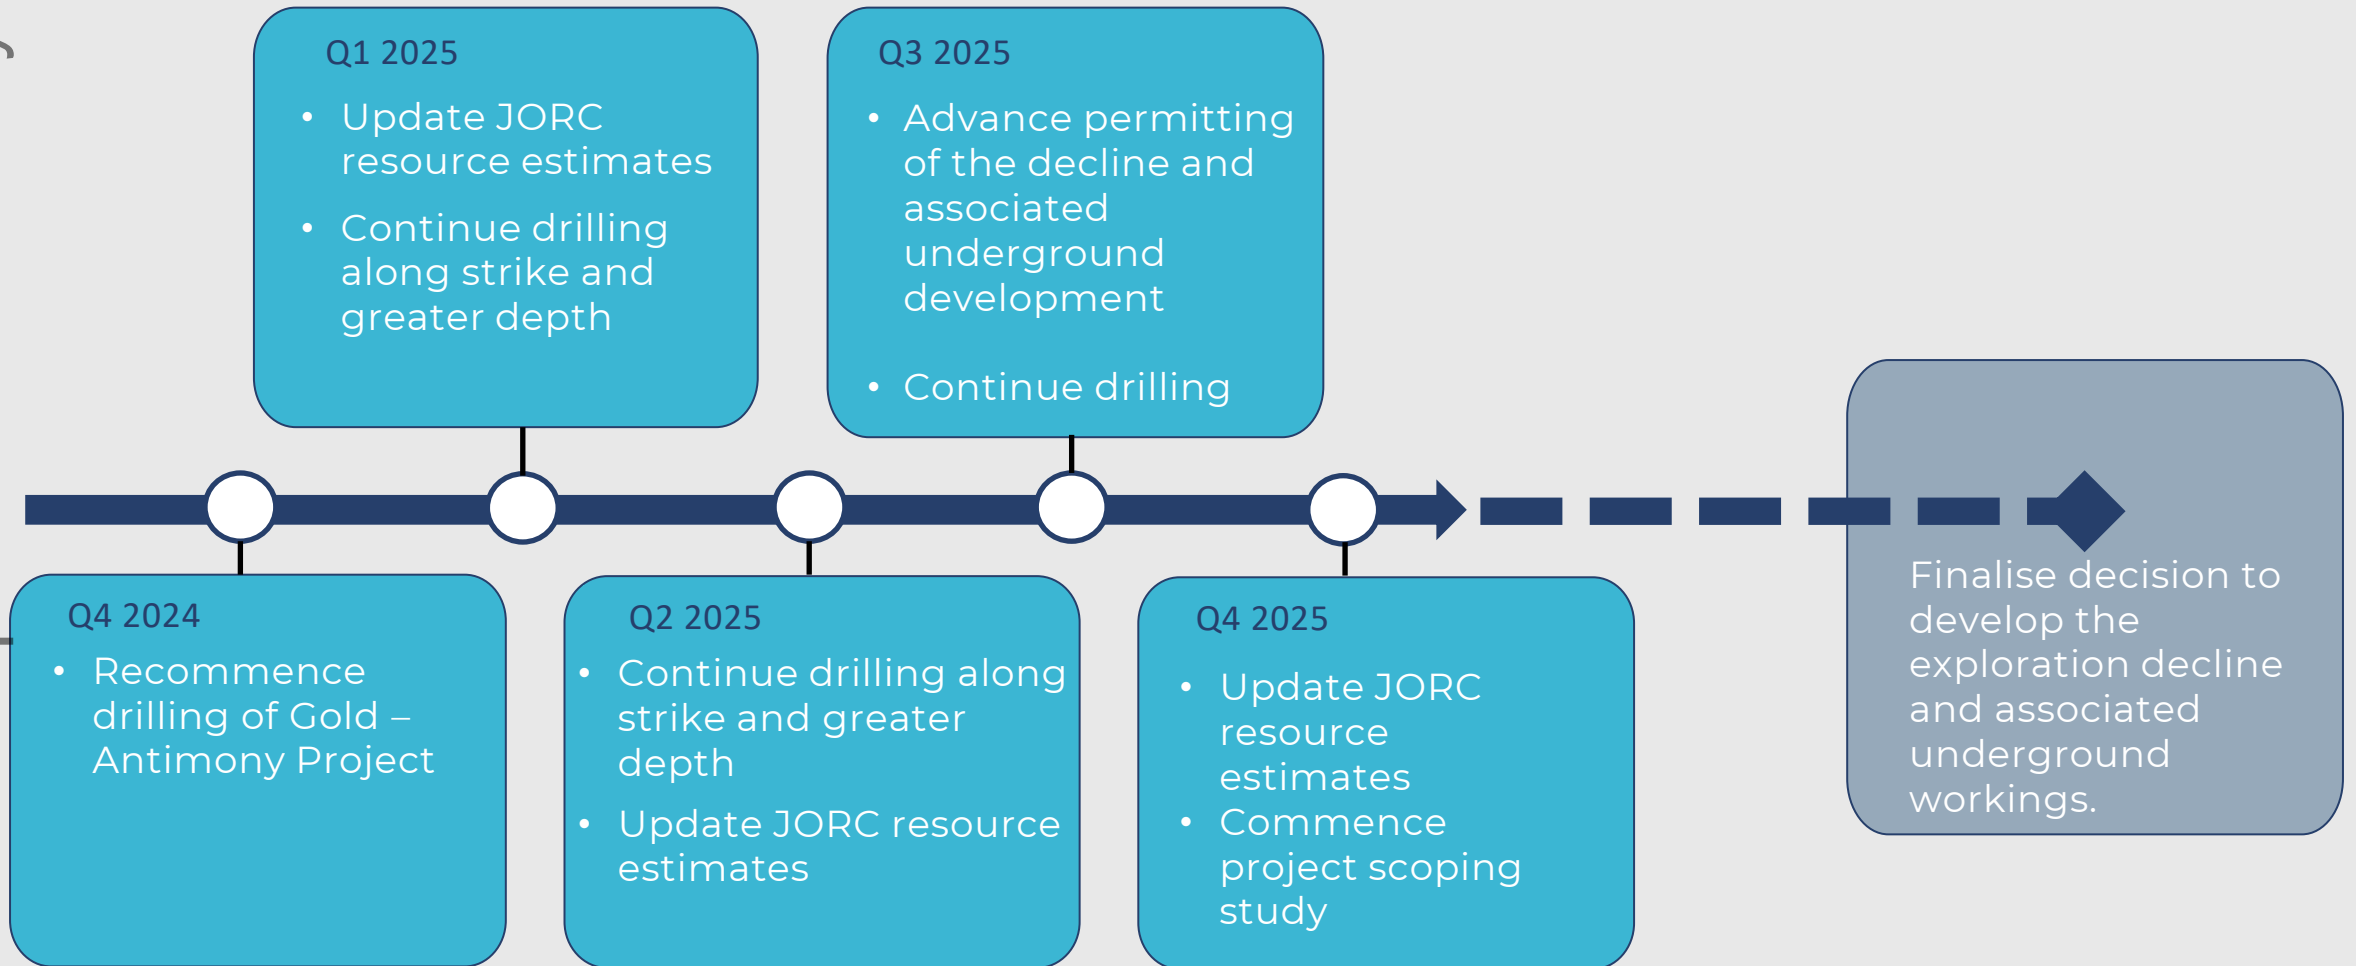 Q1 2025
• Update JORC
resource estimates
• Continue drilling
along strike and
greater depth
Q3 2025
• Advance permitting
of the decline and
associated
underground
development
• Continue drilling
Q4 2024
• Recommence
drilling of Gold –
Antimony Project
Q2 2025
• Continue drilling along
strike and greater
depth
• Update JORC resource
estimates
Q4 2025
• Update JORC
resource
estimates
• Commence
project scoping
study
Finalise decision to
develop the
exploration decline
and associated
underground
workings.